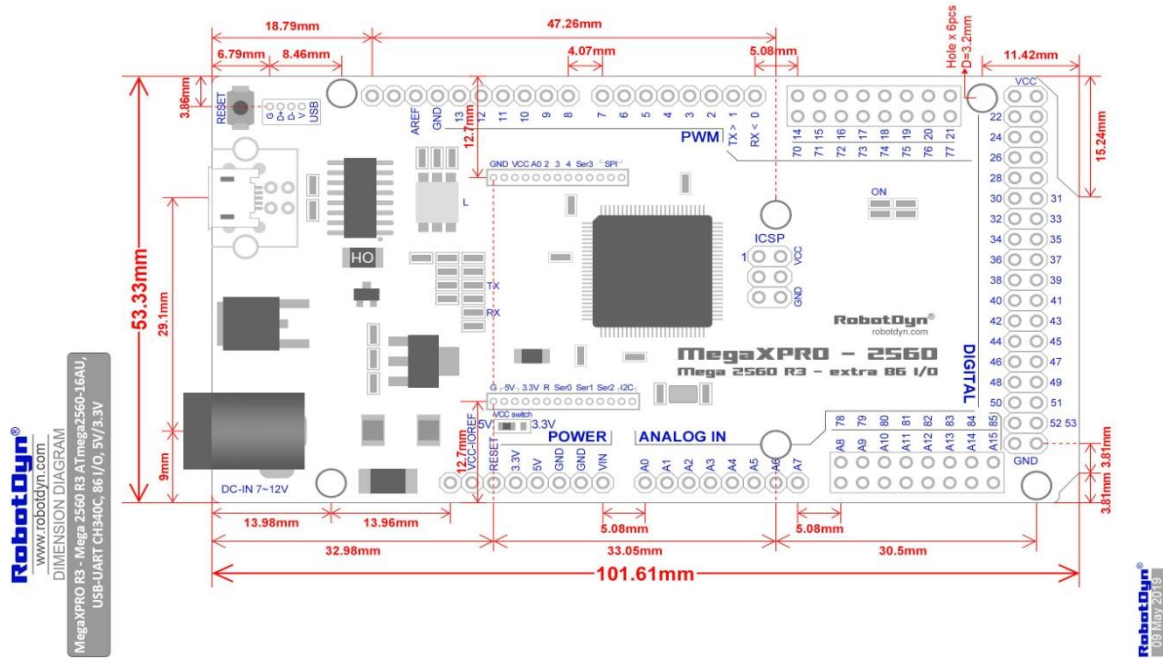 18.79mm
47.26mm
6.79mm
8.46mm
4.07mm
5.08mm
Hole x 6pcs
D=3.2mm
11.42mm
3.86mm
RESET
G
D+
D-
V
USB
AREF
GND
13
12
11
10
9
8
7
6
5
4
3
2
TX > 1
RX < 0
PWM
14
15
16
17
18
19
20
21
70
71
72
73
74
75
76
77
VCC
22
24
26
28
30 31
32 33
34 35
36 37
38 39
40 41
42 43
44 45
46 47
48 49
50 51
52 53
GND
15.24mm
12.7mm
GND VCC A0 2 3 4 Ser3 SPI
L
ON
ICSP
1
VCC
GND
HO
TX
RX
53.33mm
29.1mm
9mm
RobotDyn®
robotdyn.com
MegaXPRO - 2560
Mega 2560 R3 - extra 86 I/O
DIGITAL
G 5V 3.3V R Ser0 Ser1 Ser2 I2C
VCC switch
5V
3.3V
POWER
ANALOG IN
12.7mm
VCC-IOREF
RESET
3.3V
5V
GND
GND
VIN
A0
A1
A2
A3
A4
A5
A6
A7
78
79
80
81
82
83
84
85
A8
A9
A10
A11
A12
A13
A14
A15
3.81mm
3.81mm
DC-IN 7~12V
13.98mm
13.96mm
5.08mm
5.08mm
32.98mm
33.05mm
30.5mm
101.61mm
RobotDyn®
www.robotdyn.com
DIMENSION DIAGRAM
MegaXPRO R3 - Mega 2560 R3 ATmega2560-16AU,
USB-UART CH340C, 86 I/O, 5V/3.3V
RobotDyn®
09 May 2019